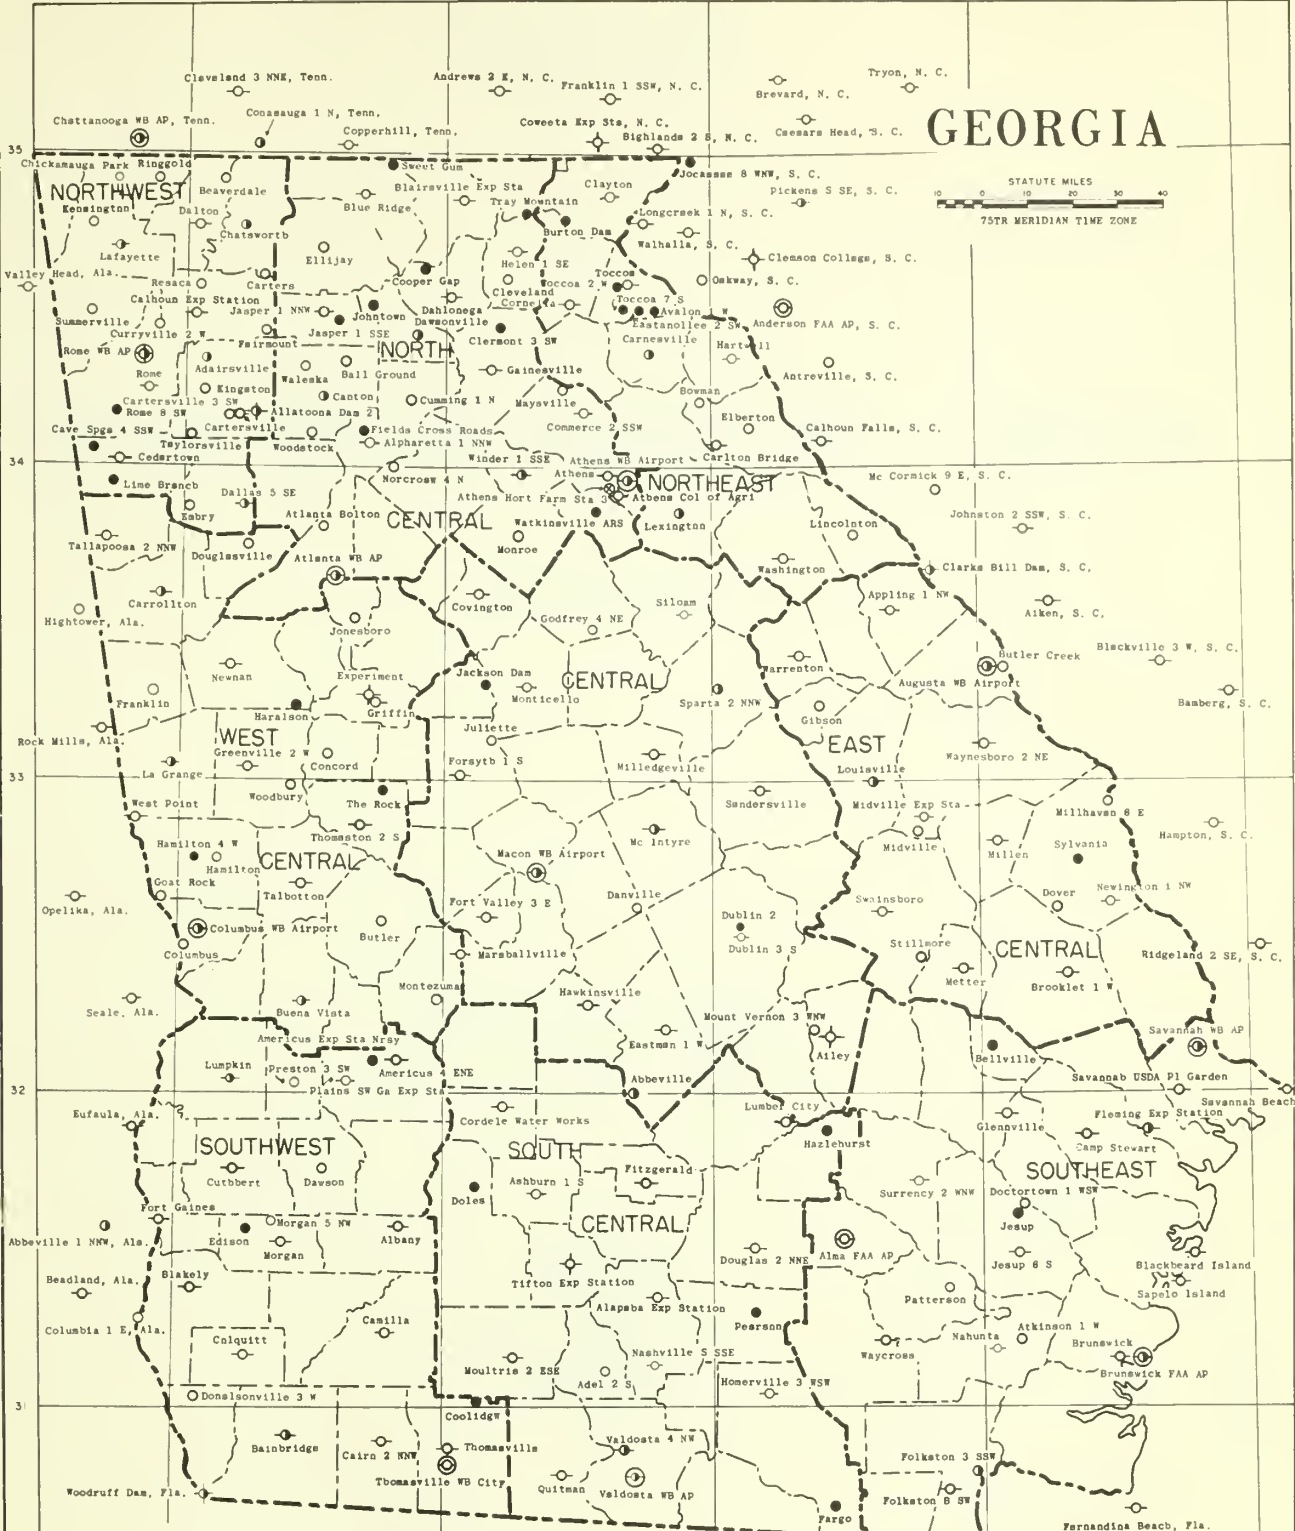 Cleveland 3 NNE, Tenn.
Andrews 2 E, N. C.
Franklin 1 SSW, N. C.
Brevard, N. C.
Tryon, N. C.
Conasauga 1 N, Tenn.
Chattanooga WB AP, Tenn.
Copperhill, Tenn.
Coweeta Exp Sta, N. C.
Highlands 2 S, N. C.
Caesars Head, S. C.
GEORGIA
35
Chickamauga Park
Ringgold
Sweet Gum
Jocassee 8 WNW, S. C.
STATUTE MILES
10 0 10 20 30 40
75TR MERIDIAN TIME ZONE
NORTHWEST
Beaverdale
Blairsville Exp Sta
Clayton
Pickens 5 SE, S. C.
Kensington
Dalton
Blue Ridge
Tray Mountain
Longcreek 1 N, S. C.
Chatsworth
Burton Dam
Walhalla, S. C.
Lafayette
Ellijay
Helen 1 SE
Clemson College, S. C.
Valley Head, Ala.
Resaca
Carters
Cooper Gap
Cleveland
Toccoa
Toccoa 2 W
Oakway, S. C.
Calhoun Exp Station
Jasper 1 NNW
Johntown
Dahlonega
Cornelia
Toccoa 7 S
Avalon 1 W
Summerville
Curryville 2 W
Jasper 1 SSE
Dawsonville
Clermont 3 SW
Eastanollee 2 SW
Anderson FAA AP, S. C.
Rome WB AP
Fairmount
NORTH
Carnesville
Hartwell
Rome
Adairsville
Waleska
Ball Ground
Gainesville
Antreville, S. C.
Kingston
Canton
Cumming 1 N
Maysville
Bowman
Cartersville 3 SW
Rome 8 SW
Allatoona Dam 2
Commerce 2 SSW
Elberton
Cave Spgs 4 SSW
Cartersville
Fields Cross Roads
Calhoun Falls, S. C.
Taylorsville
Woodstock
Alpharetta 1 NNW
34
Cedartown
Winder 1 SSE
Athens WB Airport
Carlton Bridge
Lime Branch
Dallas 5 SE
Norcross 4 N
Athens
NORTHEAST
Mc Cormick 9 E, S. C.
Athens Hort Farm Sta 3
Athens Col of Agri
Embry
Atlanta Bolton
CENTRAL
Watkinsville ARS
Lexington
Lincolnton
Johnston 2 SSW, S. C.
Tallapoosa 2 NNW
Douglasville
Atlanta WB AP
Monroe
Washington
Clarks Hill Dam, S. C.
Carrollton
Covington
Siloam
Appling 1 NW
Aiken, S. C.
Hightower, Ala.
Jonesboro
Godfrey 4 NE
Newnan
Experiment
Jackson Dam
CENTRAL
Warrenton
Butler Creek
Blackville 3 W, S. C.
Augusta WB Airport
Franklin
Haralson
Griffin
Monticello
Sparta 2 NNW
Gibson
Bamberg, S. C.
Rock Mills, Ala.
WEST
Juliette
EAST
Greenville 2 W
Concord
Forsyth 1 S
Milledgeville
Waynesboro 2 NE
33
La Grange
Louisville
Woodbury
The Rock
Sandersville
Midville Exp Sta
Millhaven 8 E
West Point
Thomaston 2 S
Mc Intyre
Midville
Millen
Sylvania
Hampton, S. C.
Hamilton 4 W
Hamilton
CENTRAL
Macon WB Airport
Goat Rock
Talbotton
Danville
Swainsboro
Dover
Newington 1 NW
Opelika, Ala.
Fort Valley 3 E
Dublin 2
Columbus WB Airport
Butler
Dublin 3 S
Stillmore
CENTRAL
Columbus
Marshallville
Metter
Ridgeland 2 SE, S. C.
Montezuma
Hawkinsville
Brooklet 1 W
Seale, Ala.
Buena Vista
Mount Vernon 3 WNW
Americus Exp Sta Nrsy
Eastman 1 W
Ailey
Bellville
Savannah WB AP
Lumpkin
Preston 3 SW
Americus 4 ENE
Plains SW Ga Exp Sta
Abbeville
Savannah USDA Pl Garden
32
Savannah Beach
Eufaula, Ala.
Cordele Water Works
Lumber City
Glennville
Fleming Exp Station
Hazlehurst
Camp Stewart
SOUTHWEST
SOUTH
Fitzgerald
SOUTHEAST
Cuthbert
Dawson
Doles
Ashburn 1 S
Surrency 2 WNW
Doctortown 1 WSW
Fort Gaines
Morgan 5 NW
CENTRAL
Jesup
Abbeville 1 NNW, Ala.
Edison
Morgan
Albany
Douglas 2 NNE
Alma FAA AP
Jesup 8 S
Blackbeard Island
Headland, Ala.
Blakely
Tifton Exp Station
Sapelo Island
Columbia 1 E, Ala.
Camilla
Alapaha Exp Station
Pearson
Patterson
Colquitt
Nahunta
Atkinson 1 W
Moultrie 2 ESE
Nashville 5 SSE
Waycross
Brunswick
Brunswick FAA AP
Donalsonville 3 W
Adel 2 S
Homerville 3 WSW
31
Coolidge
Bainbridge
Cairo 2 NNW
Thomasville
Valdosta 4 NW
Folkston 3 SSW
Thomasville WB City
Quitman
Valdosta WB AP
Folkston 9 SW
Woodruff Dam, Fla.
Fargo
Fernandina Beach, Fla.